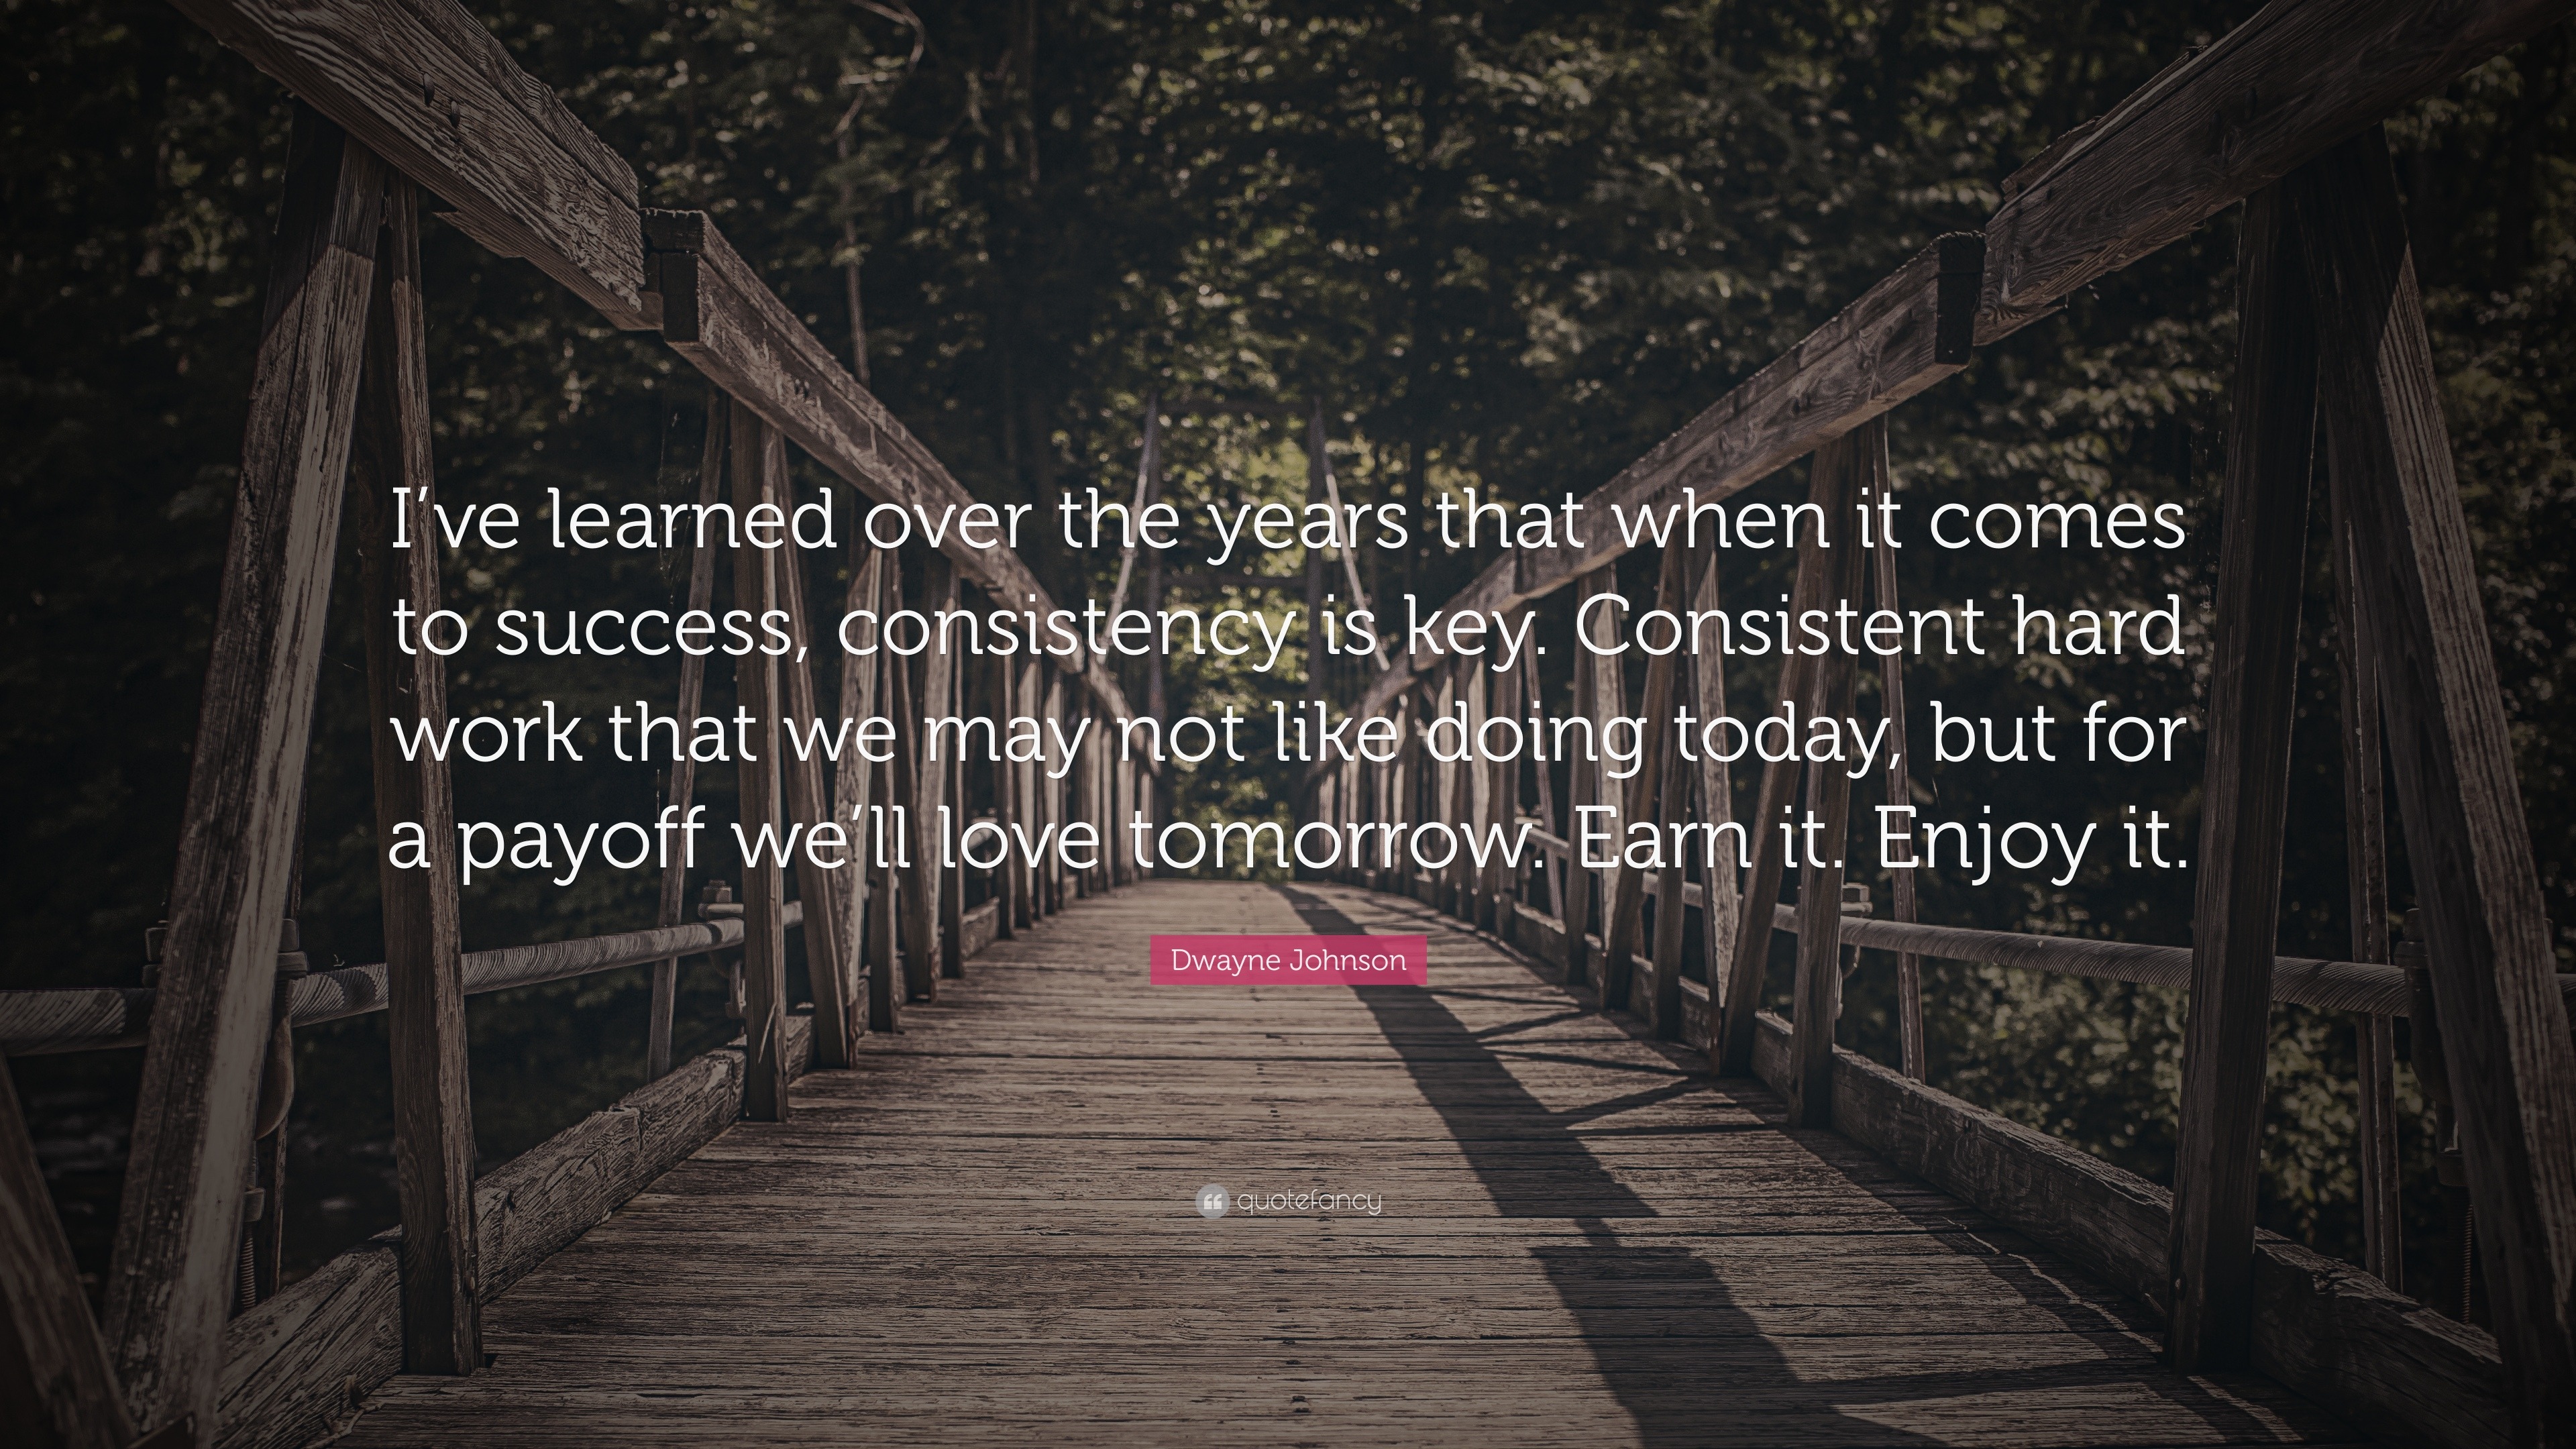 I’ve learned over the years that when it comes
to success, consistency is key. Consistent hard
work that we may not like doing today, but for
a payoff we’ll love tomorrow. Earn it. Enjoy it.
Dwayne Johnson
quotefancy